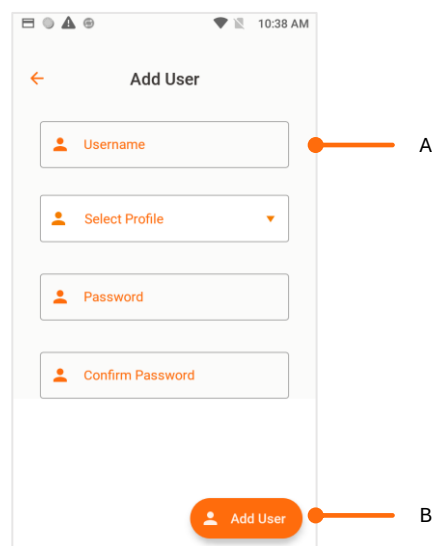 10:38 AM
Add User
Username
A
Select Profile
Password
Confirm Password
Add User
B